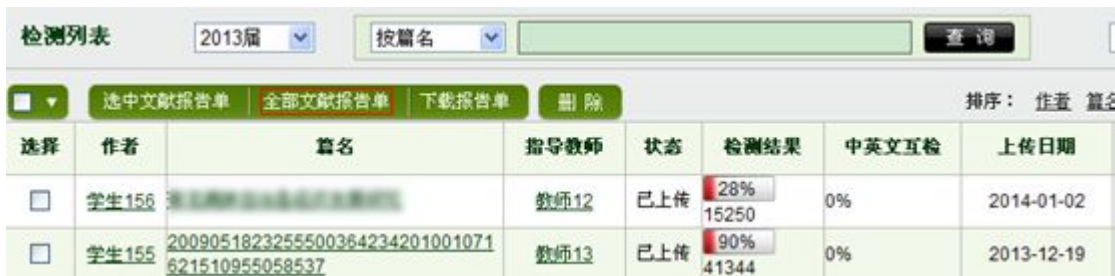 检测列表 2013届 按篇名 查 询
选中文献报告单 全部文献报告单 下载报告单 删 除 排序： 作者 篇名
选择 作者 篇名 指导教师 状态 检测结果 中英文互检 上传日期
学生156 教师12 已上传 28% 15250 0% 2014-01-02
学生155 20090518232555003642342010010716 教师13 已上传 90% 41344 0% 2013-12-19
621510955058537